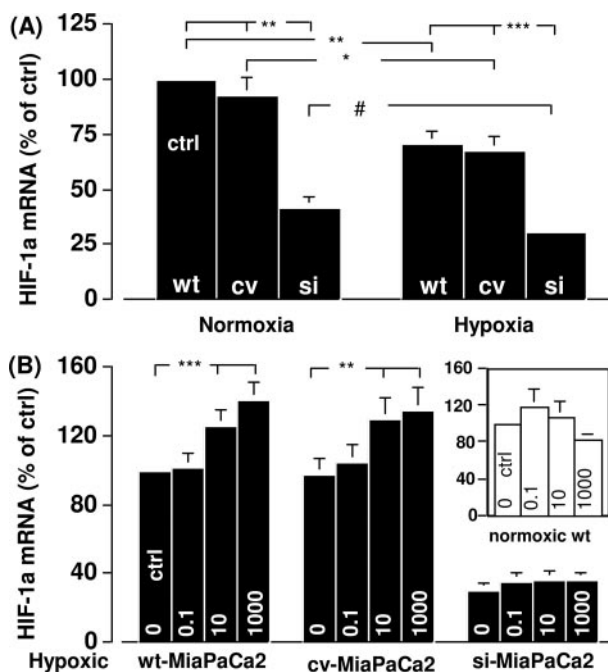 (A)
HIF-1a mRNA (% of ctrl)
125
100
75
50
25
0
** ***
**
*
#
ctrl
wt cv si wt cv si
Normoxia Hypoxia
(B)
HIF-1a mRNA (% of ctrl)
160
120
80
40
0
*** **
ctrl
0 0.1 10 1000 0 0.1 10 1000 0 0.1 10 1000
160
120
80
40
0
ctrl
0 0.1 10 1000
normoxic wt
Hypoxic wt-MiaPaCa2 cv-MiaPaCa2 si-MiaPaCa2